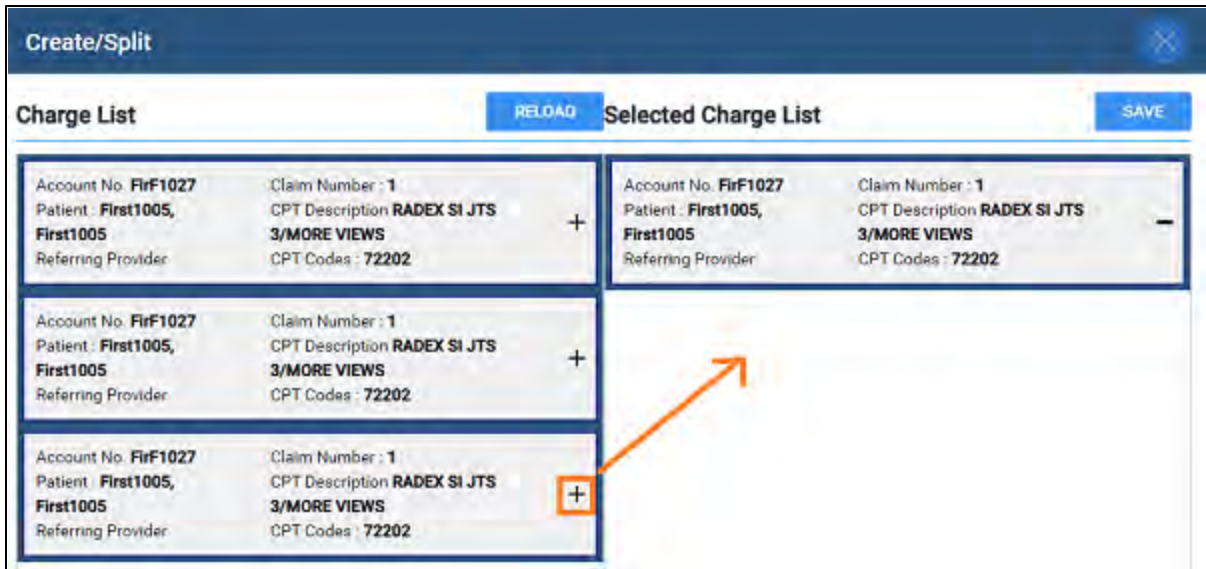 Create/Split
Charge List
RELOAD
Selected Charge List
SAVE
Account No. FirF1027
Claim Number : 1
Patient : First1005,
CPT Description RADEX SI JTS
First1005
3/MORE VIEWS
+
Referring Provider
CPT Codes : 72202
Account No. FirF1027
Claim Number : 1
Patient : First1005,
CPT Description RADEX SI JTS
First1005
3/MORE VIEWS
−
Referring Provider
CPT Codes : 72202
Account No. FirF1027
Claim Number : 1
Patient : First1005,
CPT Description RADEX SI JTS
First1005
3/MORE VIEWS
+
Referring Provider
CPT Codes : 72202
Account No. FirF1027
Claim Number : 1
Patient : First1005,
CPT Description RADEX SI JTS
First1005
3/MORE VIEWS
+
Referring Provider
CPT Codes : 72202